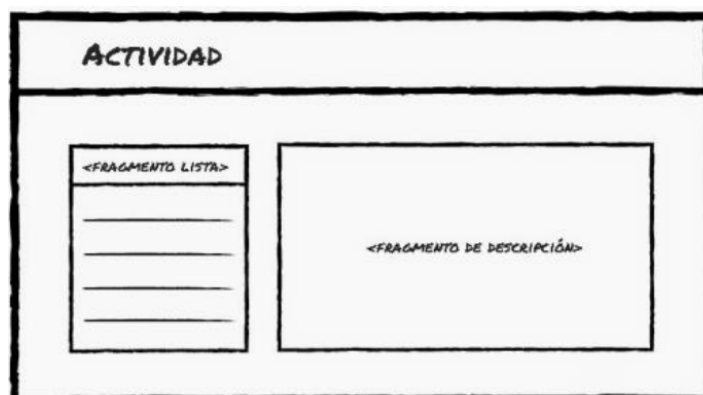 ACTIVIDAD
<FRAGMENTO LISTA>
<FRAGMENTO DE DESCRIPCIÓN>